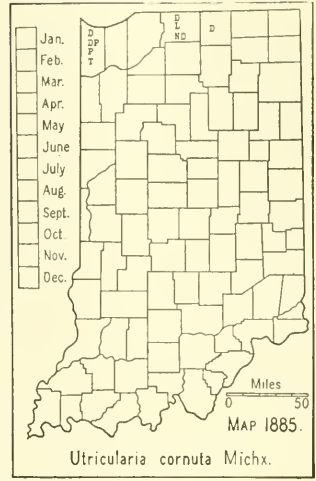 Jan.
Feb.
Mar.
Apr.
May
June
July
Aug.
Sept.
Oct.
Nov.
Dec.
D
DP
P
T
D
L
ND
D
Miles
0 50
MAP 1885.
Utricularia cornuta Michx.